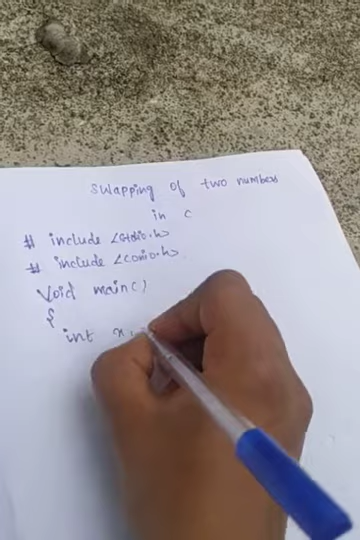 Swapping of two numbers
in c
# include <stdio.h>
# include <conio.h>
Void main()
{
int x,